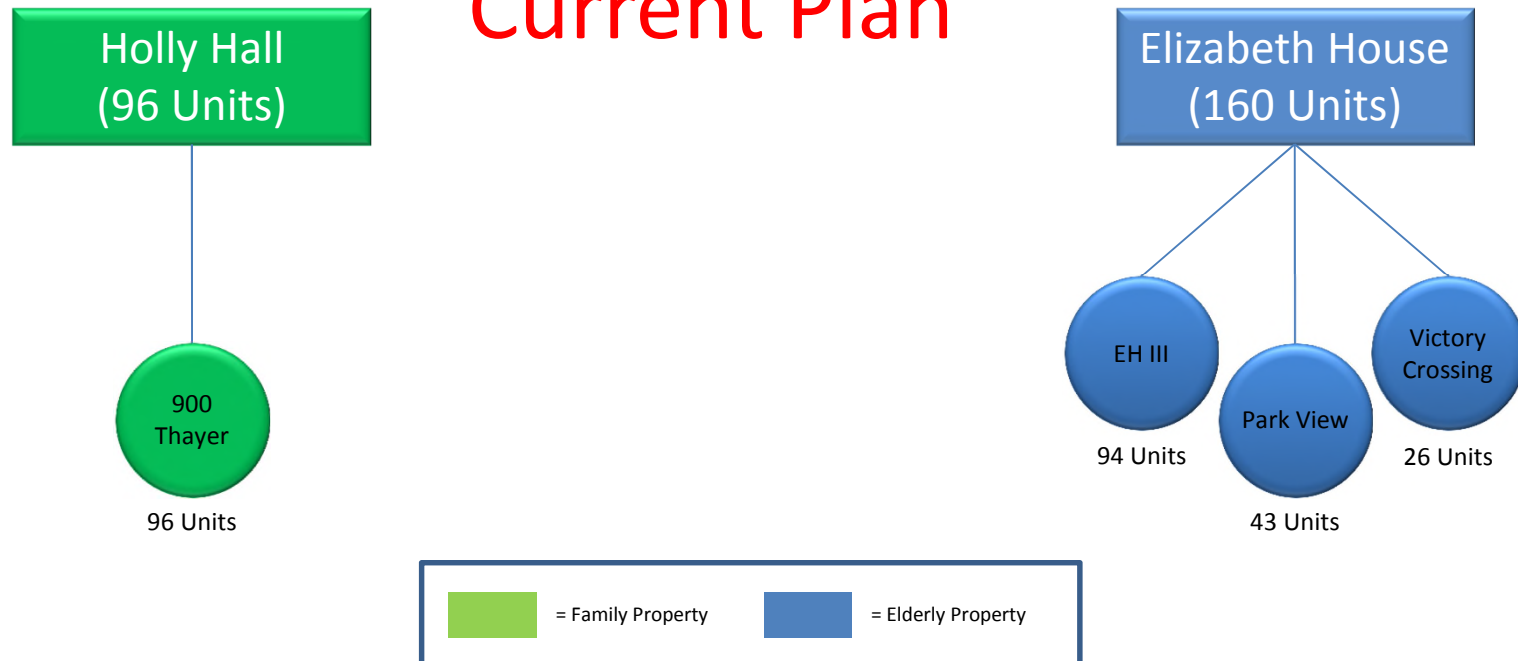 Current Plan
Holly Hall
(96 Units)
Elizabeth House
(160 Units)
900
Thayer
96 Units
EH III
94 Units
Park View
43 Units
Victory
Crossing
26 Units
= Family Property
= Elderly Property